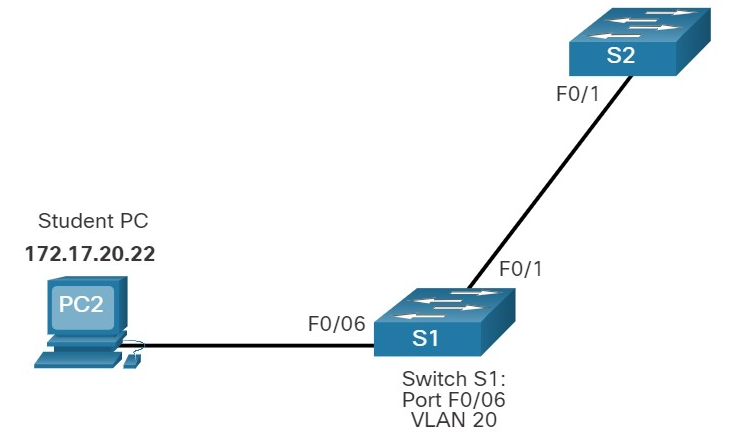 S2
F0/1
Student PC
172.17.20.22
PC2
F0/1
F0/06
S1
Switch S1:
Port F0/06
VLAN 20